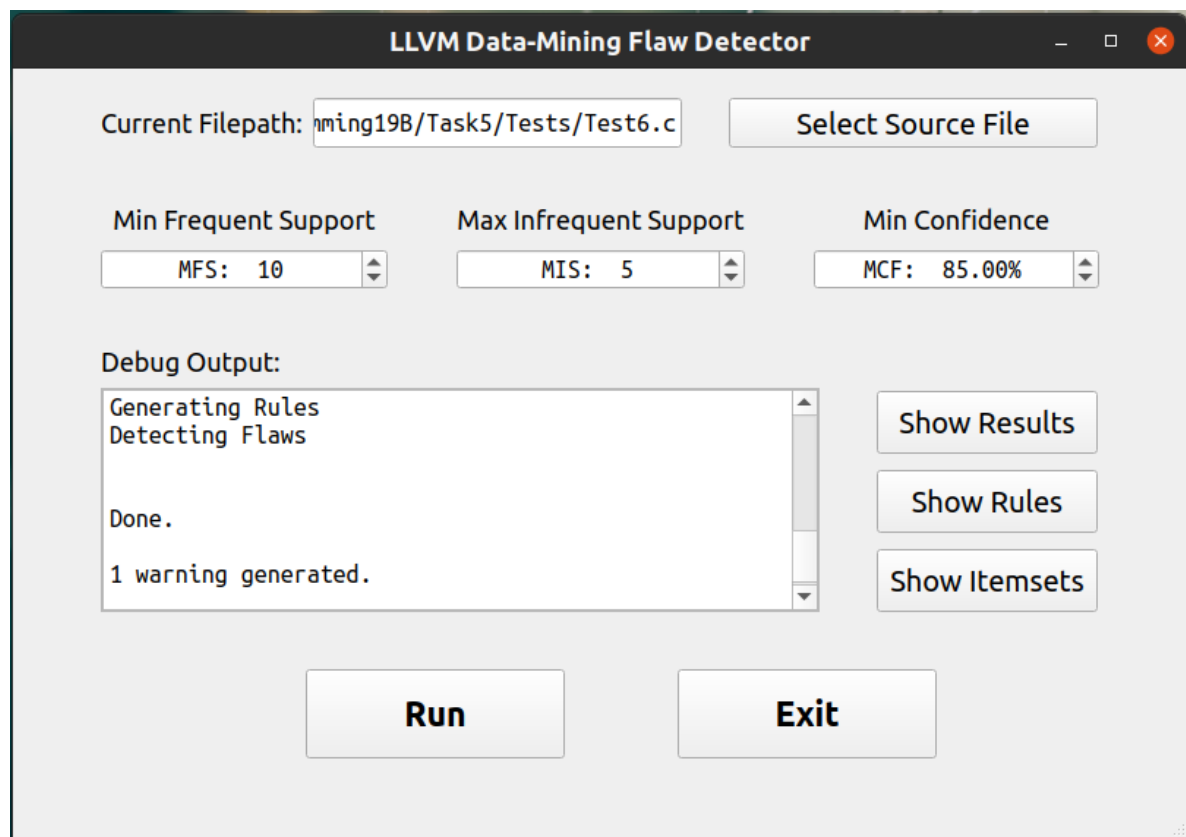 LLVM Data-Mining Flaw Detector
Current Filepath: mming19B/Task5/Tests/Test6.c Select Source File
Min Frequent Support Max Infrequent Support Min Confidence
MFS: 10 MIS: 5 MCF: 85.00%
Debug Output:
Generating Rules
Detecting Flaws
Done.
1 warning generated.
Show Results
Show Rules
Show Itemsets
Run Exit